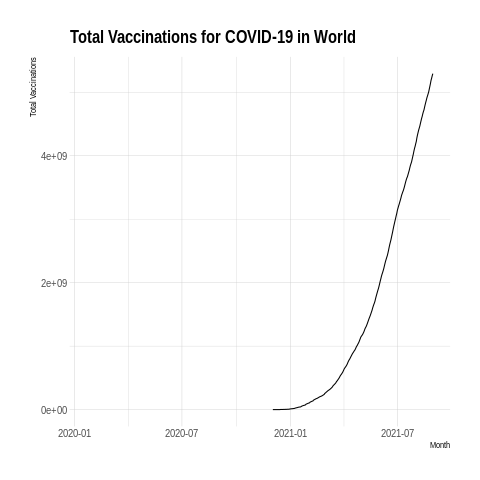 Total Vaccinations for COVID-19 in World
Total Vaccinations
4e+09
2e+09
0e+00
2020-01 2020-07 2021-01 2021-07
Month